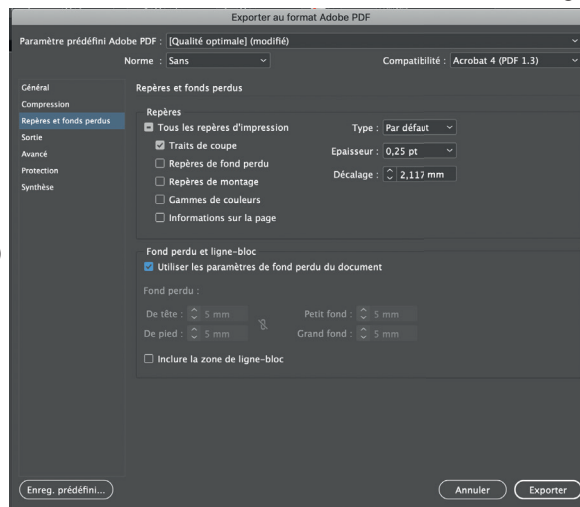 Exporter au format Adobe PDF
Paramètre prédéfini Adobe PDF : [Qualité optimale] (modifié)
Norme : Sans Compatibilité : Acrobat 4 (PDF 1.3)
Général
Compression
Repères et fonds perdus
Sortie
Avancé
Protection
Synthèse
Repères et fonds perdus
Repères
Tous les repères d'impression Type : Par défaut
Traits de coupe Epaisseur : 0,25 pt
Repères de fond perdu Décalage : 2,117 mm
Repères de montage
Gammes de couleurs
Informations sur la page
Fond perdu et ligne-bloc
Utiliser les paramètres de fond perdu du document
Fond perdu :
De tête : 5 mm Petit fond : 5 mm
De pied : 5 mm Grand fond : 5 mm
Inclure la zone de ligne-bloc
Enreg. prédéfini... Annuler Exporter